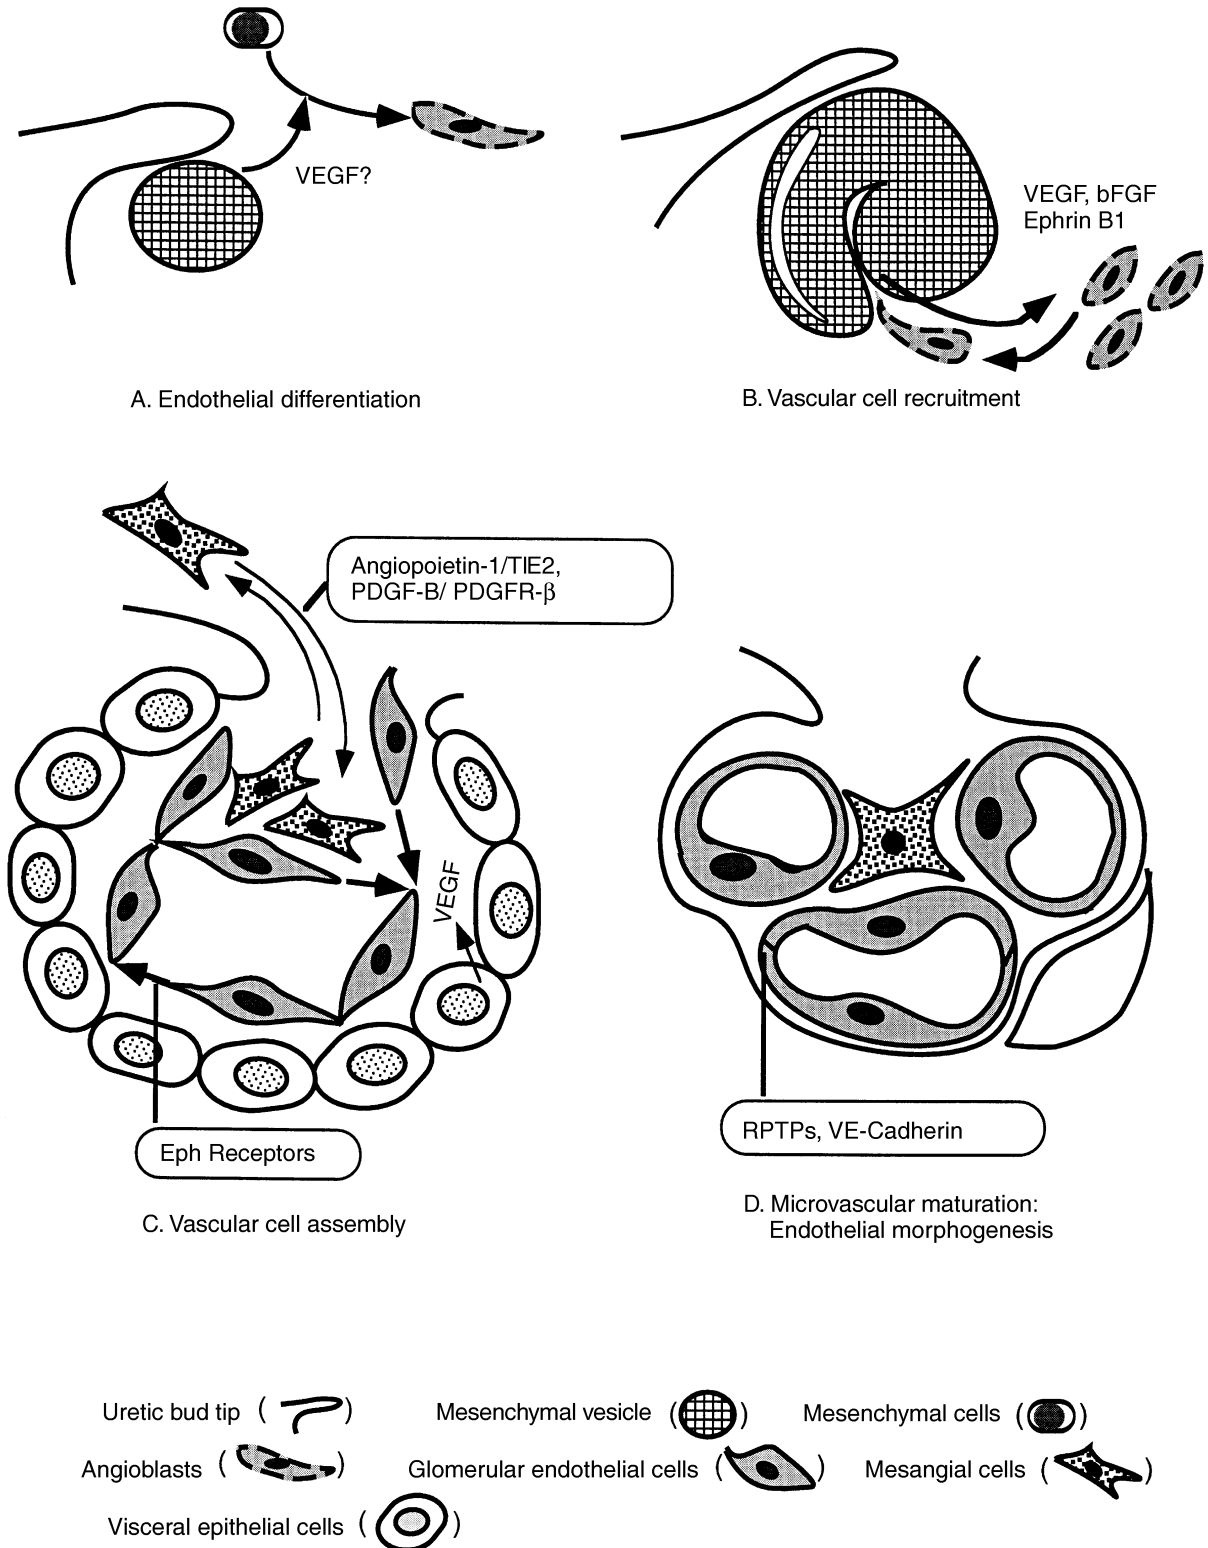 VEGF?
VEGF, bFGF
Ephrin B1
A. Endothelial differentiation
B. Vascular cell recruitment
Angiopoietin-1/TIE2,
PDGF-B/ PDGFR-β
VEGF
Eph Receptors
RPTPs, VE-Cadherin
C. Vascular cell assembly
D. Microvascular maturation:
Endothelial morphogenesis
Uretic bud tip ( )
Mesenchymal vesicle ( )
Mesenchymal cells ( )
Angioblasts ( )
Glomerular endothelial cells ( )
Mesangial cells ( )
Visceral epithelial cells ( )